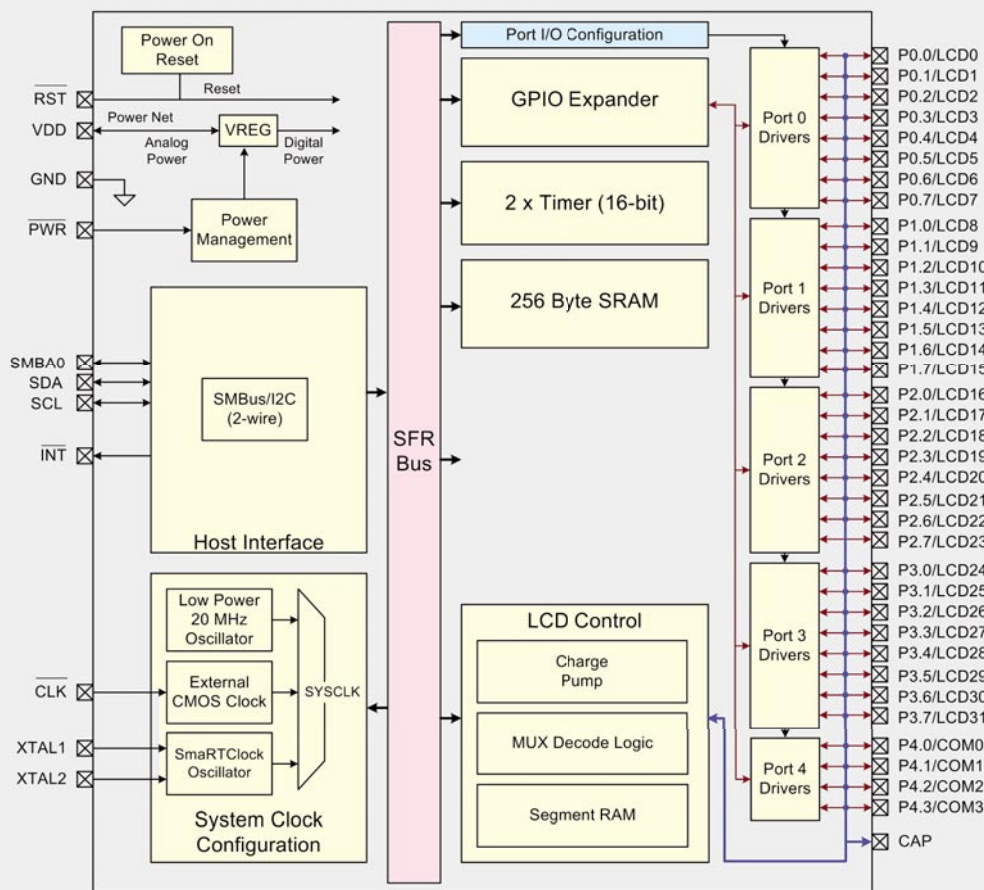 Power On
Reset
RST
Reset
VDD
Power Net
VREG
Analog
Power
Digital
Power
GND
PWR
Power
Management
SMBA0
SDA
SCL
INT
SMBus/I2C
(2-wire)
Host Interface
Low Power
20 MHz
Oscillator
External
CMOS Clock
SmaRTClock
Oscillator
SYSCLK
CLK
XTAL1
XTAL2
System Clock
Configuration
SFR
Bus
Port I/O Configuration
GPIO Expander
2 x Timer (16-bit)
256 Byte SRAM
LCD Control
Charge
Pump
MUX Decode Logic
Segment RAM
Port 0
Drivers
Port 1
Drivers
Port 2
Drivers
Port 3
Drivers
Port 4
Drivers
P0.0/LCD0
P0.1/LCD1
P0.2/LCD2
P0.3/LCD3
P0.4/LCD4
P0.5/LCD5
P0.6/LCD6
P0.7/LCD7
P1.0/LCD8
P1.1/LCD9
P1.2/LCD10
P1.3/LCD11
P1.4/LCD12
P1.5/LCD13
P1.6/LCD14
P1.7/LCD15
P2.0/LCD16
P2.1/LCD17
P2.2/LCD18
P2.3/LCD19
P2.4/LCD20
P2.5/LCD21
P2.6/LCD22
P2.7/LCD23
P3.0/LCD24
P3.1/LCD25
P3.2/LCD26
P3.3/LCD27
P3.4/LCD28
P3.5/LCD29
P3.6/LCD30
P3.7/LCD31
P4.0/COM0
P4.1/COM1
P4.2/COM2
P4.3/COM3
CAP